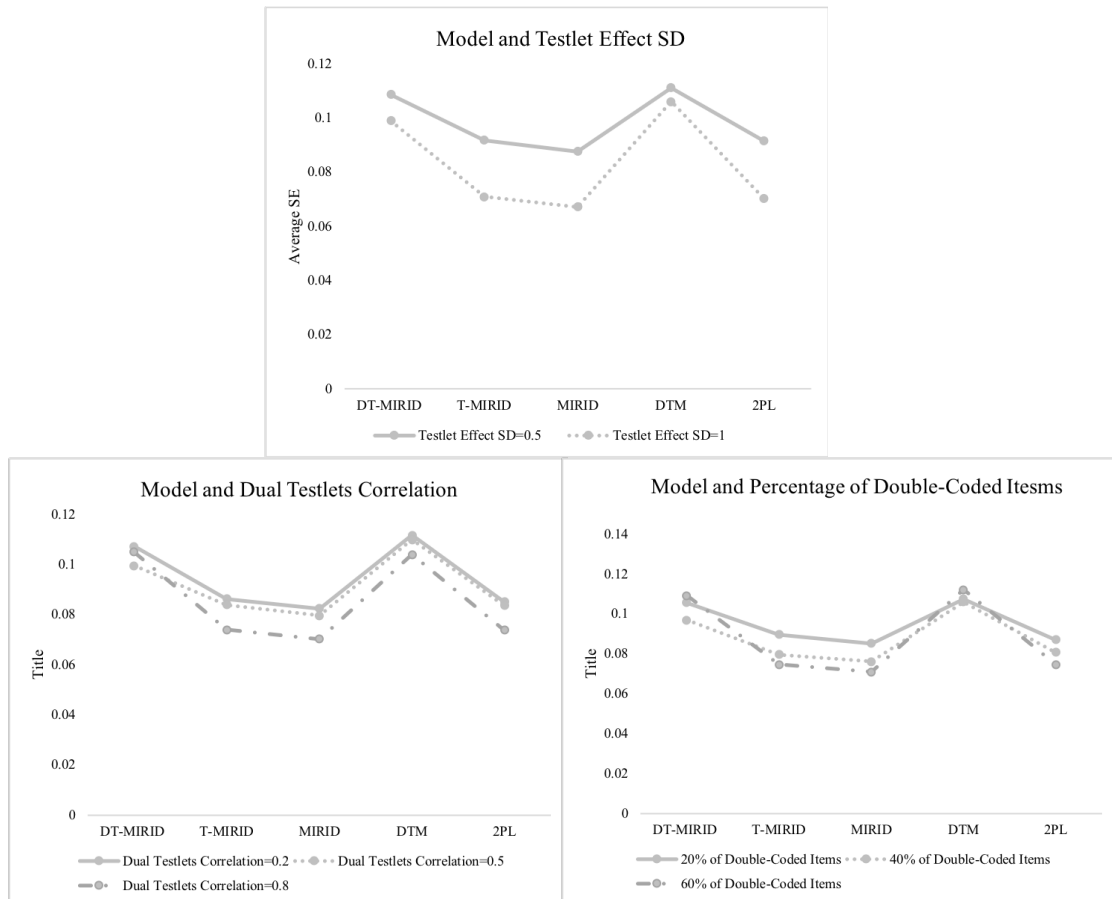 Model and Testlet Effect SD
0.12
0.1
0.08
0.06
0.04
0.02
0
Average SE
DT-MIRID T-MIRID MIRID DTM 2PL
Testlet Effect SD=0.5 Testlet Effect SD=1
Model and Dual Testlets Correlation
0.12
0.1
0.08
0.06
0.04
0.02
0
Title
DT-MIRID T-MIRID MIRID DTM 2PL
Dual Testlets Correlation=0.2 Dual Testlets Correlation=0.5
Dual Testlets Correlation=0.8
Model and Percentage of Double-Coded Itesms
0.14
0.12
0.1
0.08
0.06
0.04
0.02
0
Title
DT-MIRID T-MIRID MIRID DTM 2PL
20% of Double-Coded Items 40% of Double-Coded Items
60% of Double-Coded Items